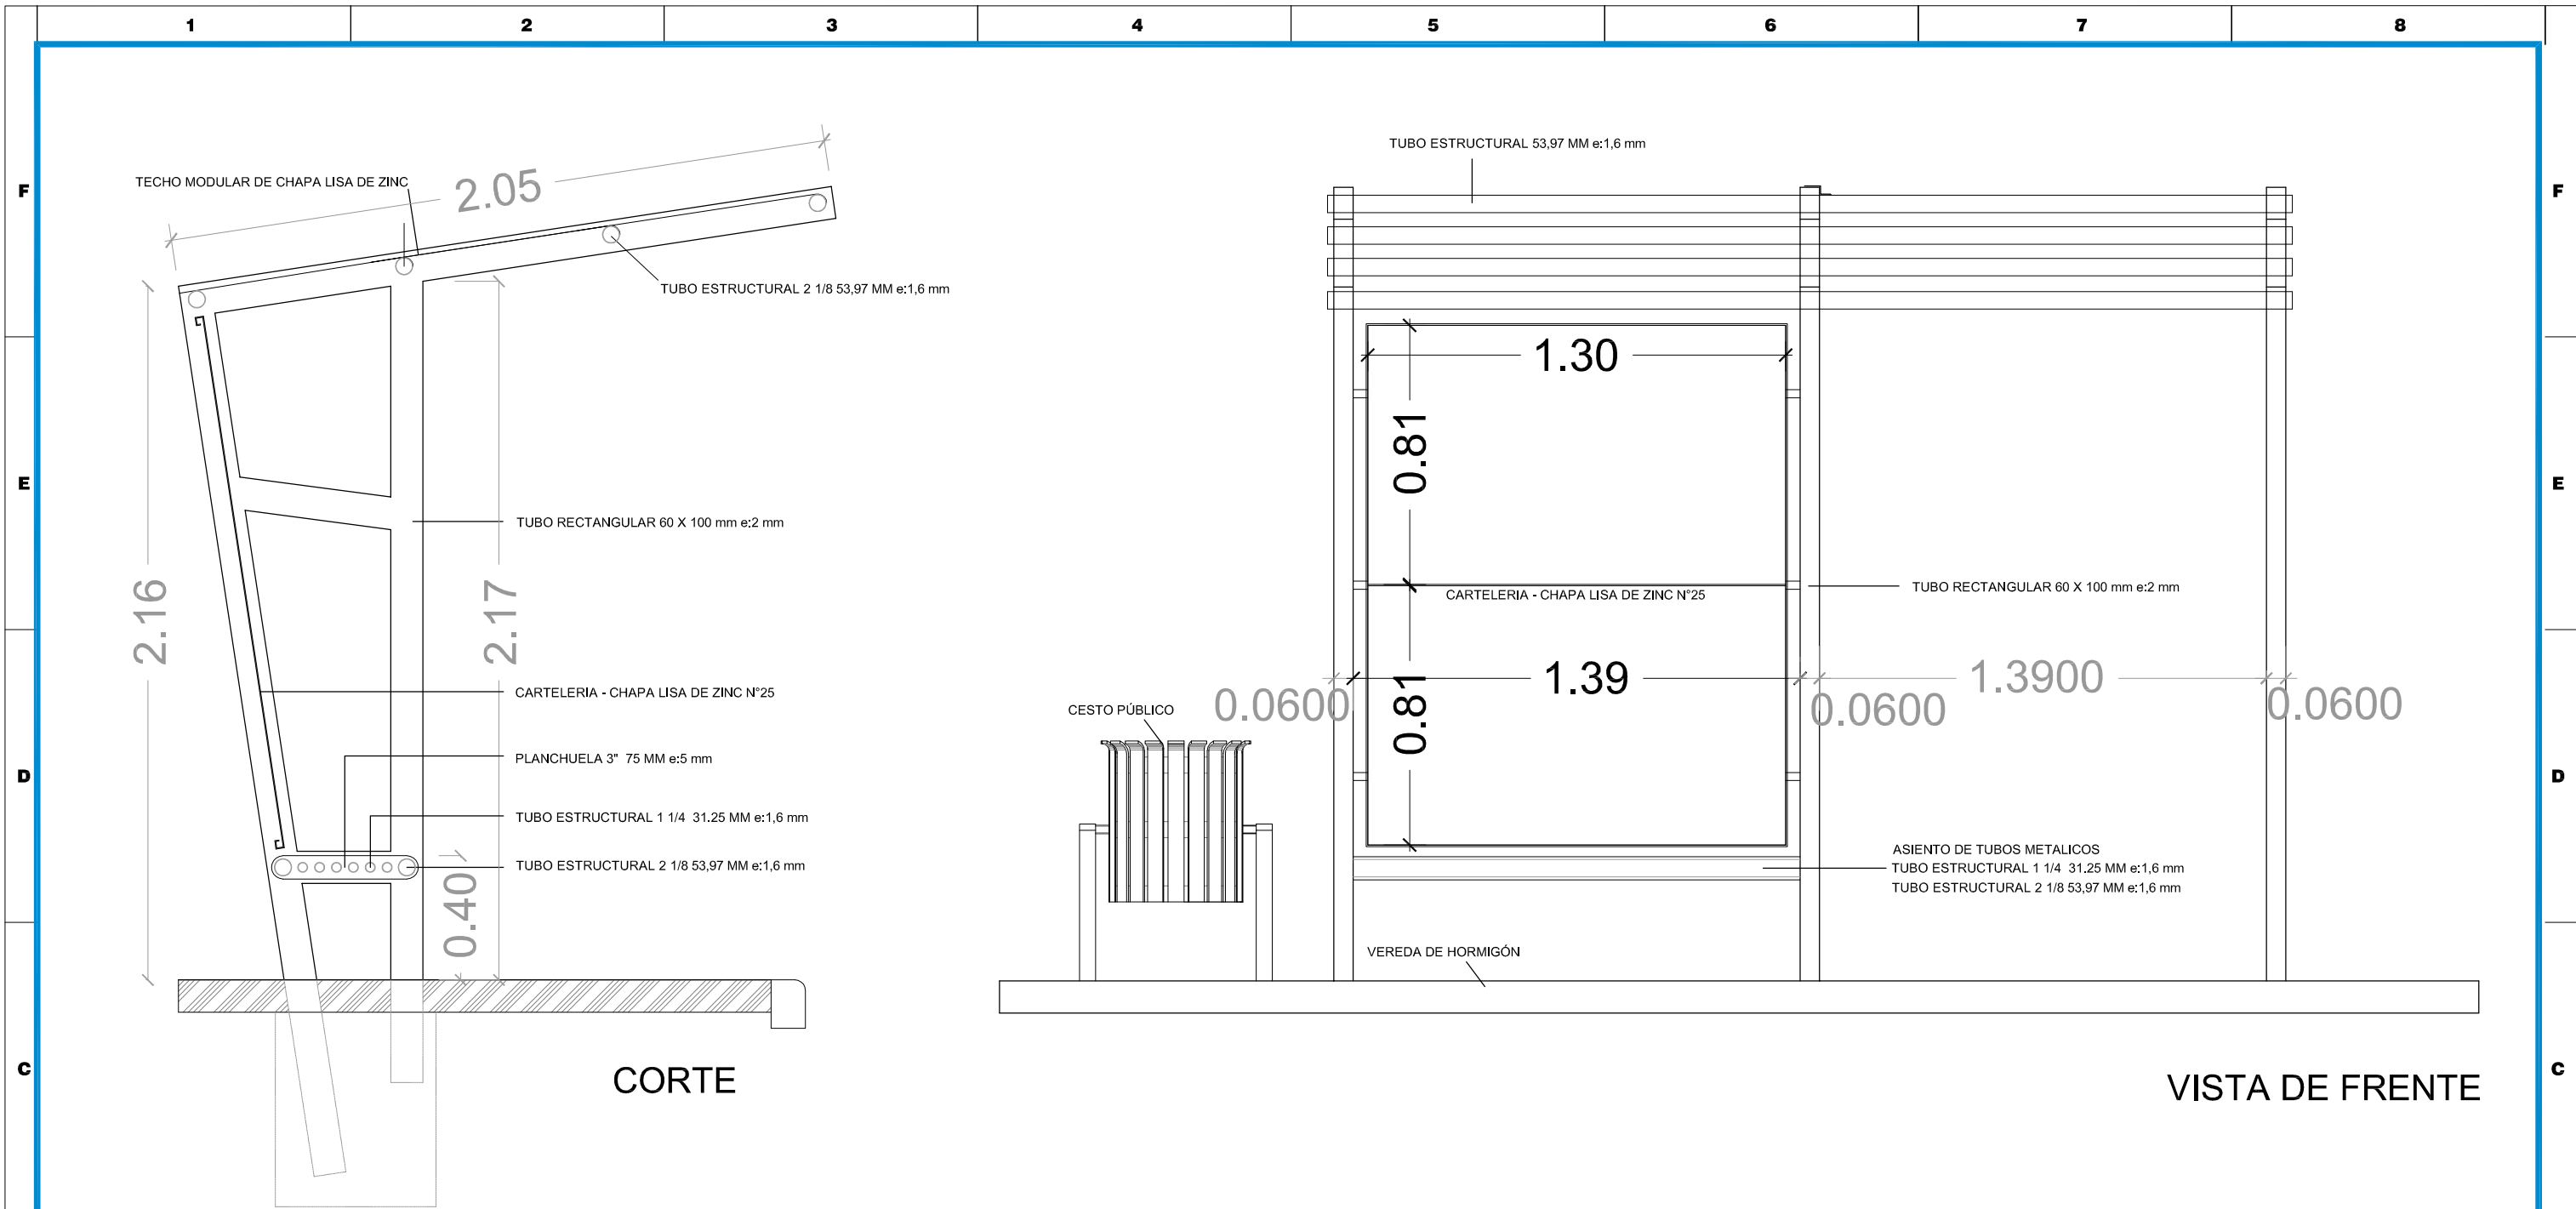 1 2 3 4 5 6 7 8
F
F
E
E
D
D
C
C
TECHO MODULAR DE CHAPA LISA DE ZINC
2.05
TUBO ESTRUCTURAL 2 1/8 53,97 MM e:1,6 mm
TUBO RECTANGULAR 60 X 100 mm e:2 mm
2.16
2.17
CARTELERIA - CHAPA LISA DE ZINC N°25
PLANCHUELA 3" 75 MM e:5 mm
TUBO ESTRUCTURAL 1 1/4 31.25 MM e:1,6 mm
TUBO ESTRUCTURAL 2 1/8 53,97 MM e:1,6 mm
0.40
CORTE
TUBO ESTRUCTURAL 53,97 MM e:1,6 mm
1.30
0.81
CARTELERIA - CHAPA LISA DE ZINC N°25
TUBO RECTANGULAR 60 X 100 mm e:2 mm
0.0600
1.39
0.81
0.0600
1.3900
0.0600
CESTO PÚBLICO
ASIENTO DE TUBOS METALICOS
TUBO ESTRUCTURAL 1 1/4 31.25 MM e:1,6 mm
TUBO ESTRUCTURAL 2 1/8 53,97 MM e:1,6 mm
VEREDA DE HORMIGÓN
VISTA DE FRENTE